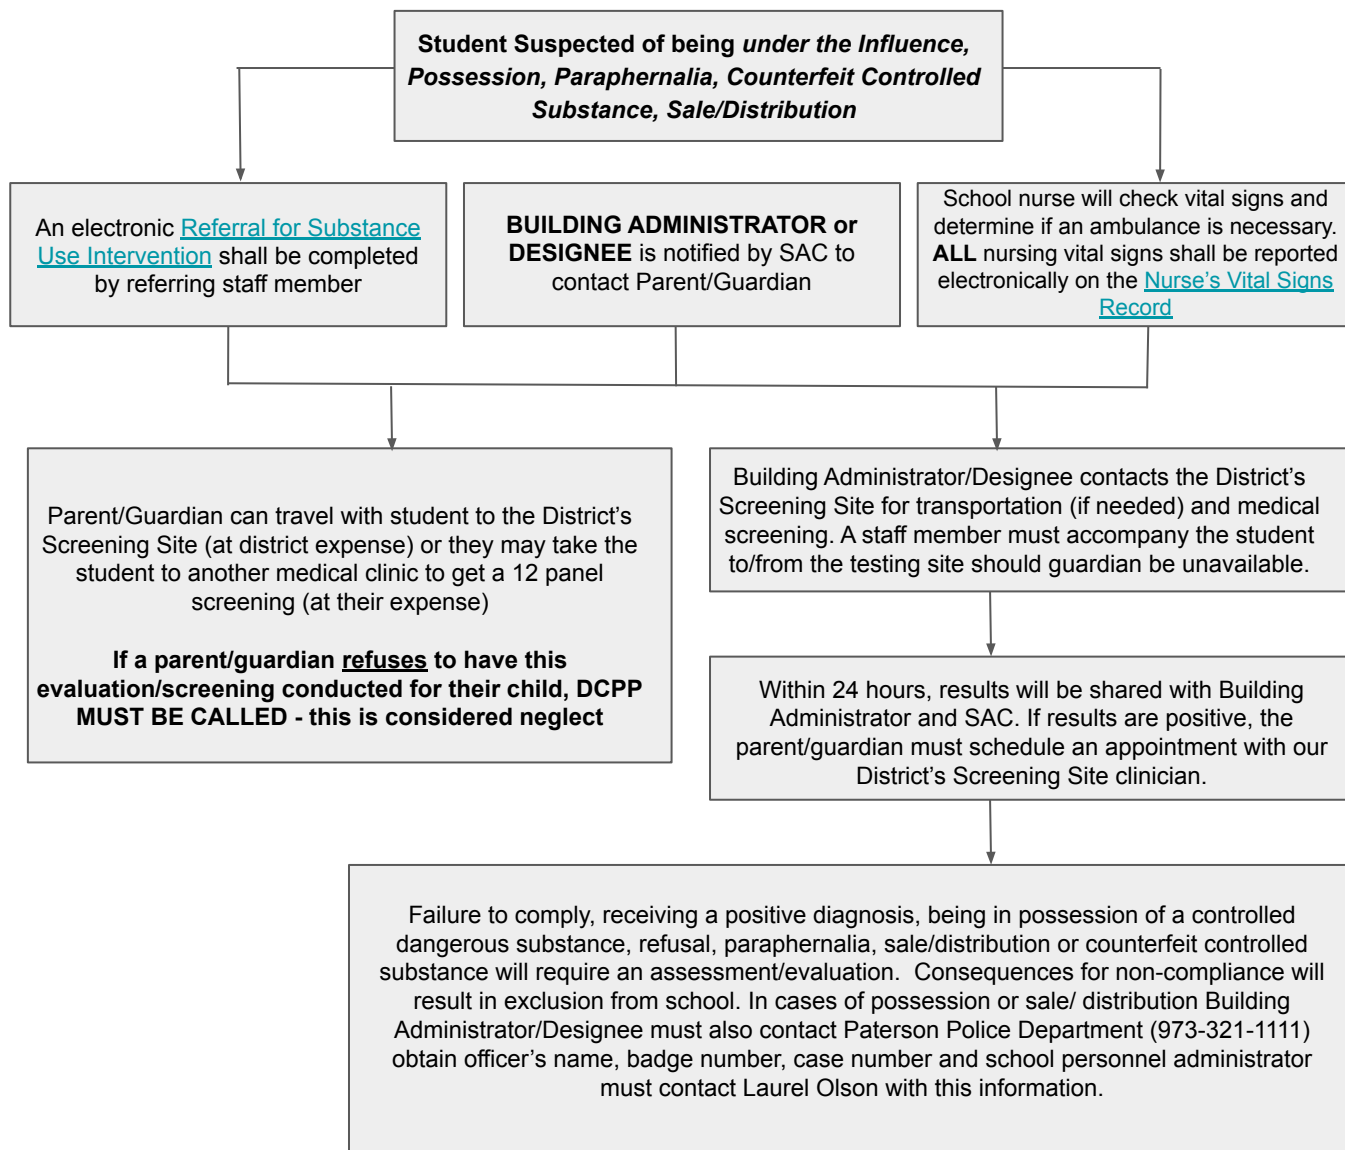 Student Suspected of being under the Influence,
Possession, Paraphernalia, Counterfeit Controlled
Substance, Sale/Distribution
An electronic Referral for Substance
Use Intervention shall be completed
by referring staff member
BUILDING ADMINISTRATOR or
DESIGNEE is notified by SAC to
contact Parent/Guardian
School nurse will check vital signs and
determine if an ambulance is necessary.
ALL nursing vital signs shall be reported
electronically on the Nurse’s Vital Signs
Record
Parent/Guardian can travel with student to the District’s
Screening Site (at district expense) or they may take the
student to another medical clinic to get a 12 panel
screening (at their expense)
If a parent/guardian refuses to have this
evaluation/screening conducted for their child, DCPP
MUST BE CALLED - this is considered neglect
Building Administrator/Designee contacts the District’s
Screening Site for transportation (if needed) and medical
screening. A staff member must accompany the student
to/from the testing site should guardian be unavailable.
Within 24 hours, results will be shared with Building
Administrator and SAC. If results are positive, the
parent/guardian must schedule an appointment with our
District’s Screening Site clinician.
Failure to comply, receiving a positive diagnosis, being in possession of a controlled
dangerous substance, refusal, paraphernalia, sale/distribution or counterfeit controlled
substance will require an assessment/evaluation.  Consequences for non-compliance will
result in exclusion from school. In cases of possession or sale/ distribution Building
Administrator/Designee must also contact Paterson Police Department (973-321-1111)
obtain officer’s name, badge number, case number and school personnel administrator
must contact Laurel Olson with this information.